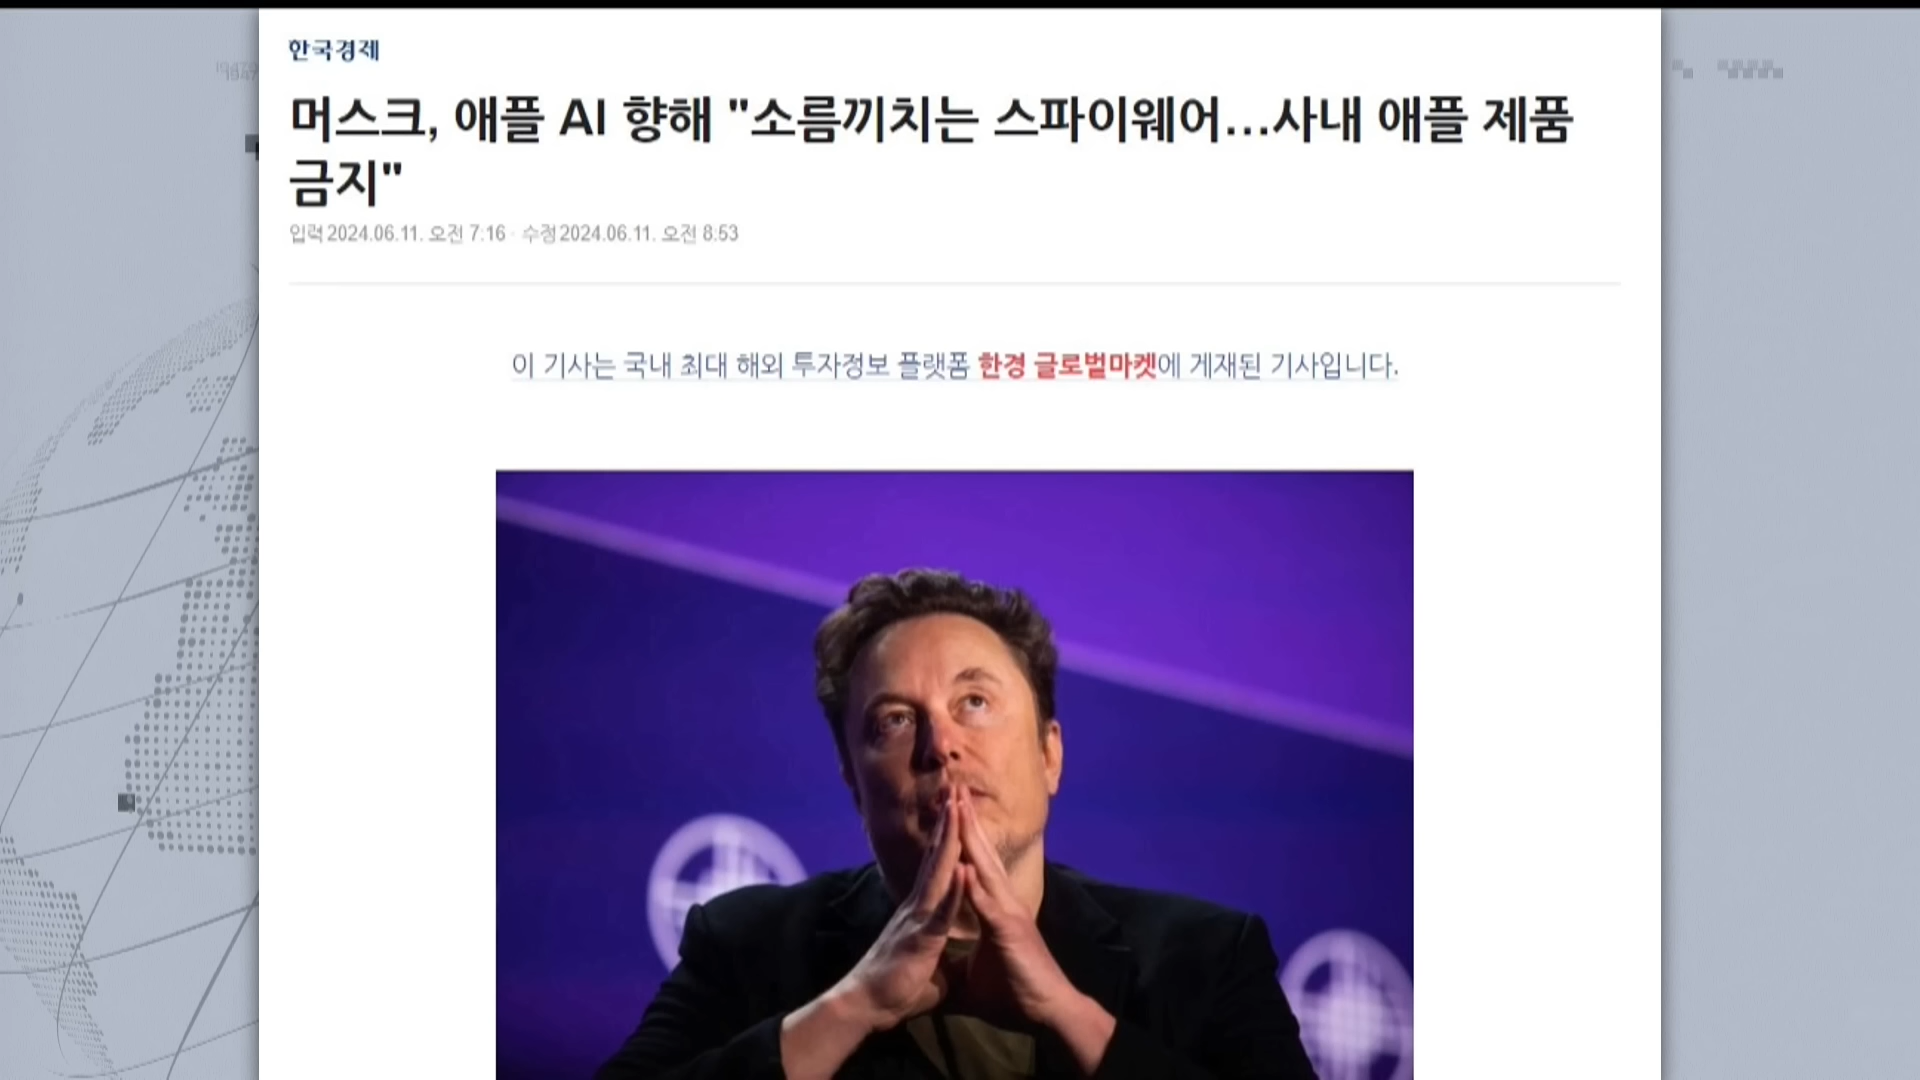 한국경제
머스크, 애플 AI 향해 "소름끼치는 스파이웨어…사내 애플 제품
금지"
입력 2024.06.11. 오전 7:16 · 수정 2024.06.11. 오전 8:53
이 기사는 국내 최대 해외 투자정보 플랫폼 한경 글로벌마켓에 게재된 기사입니다.